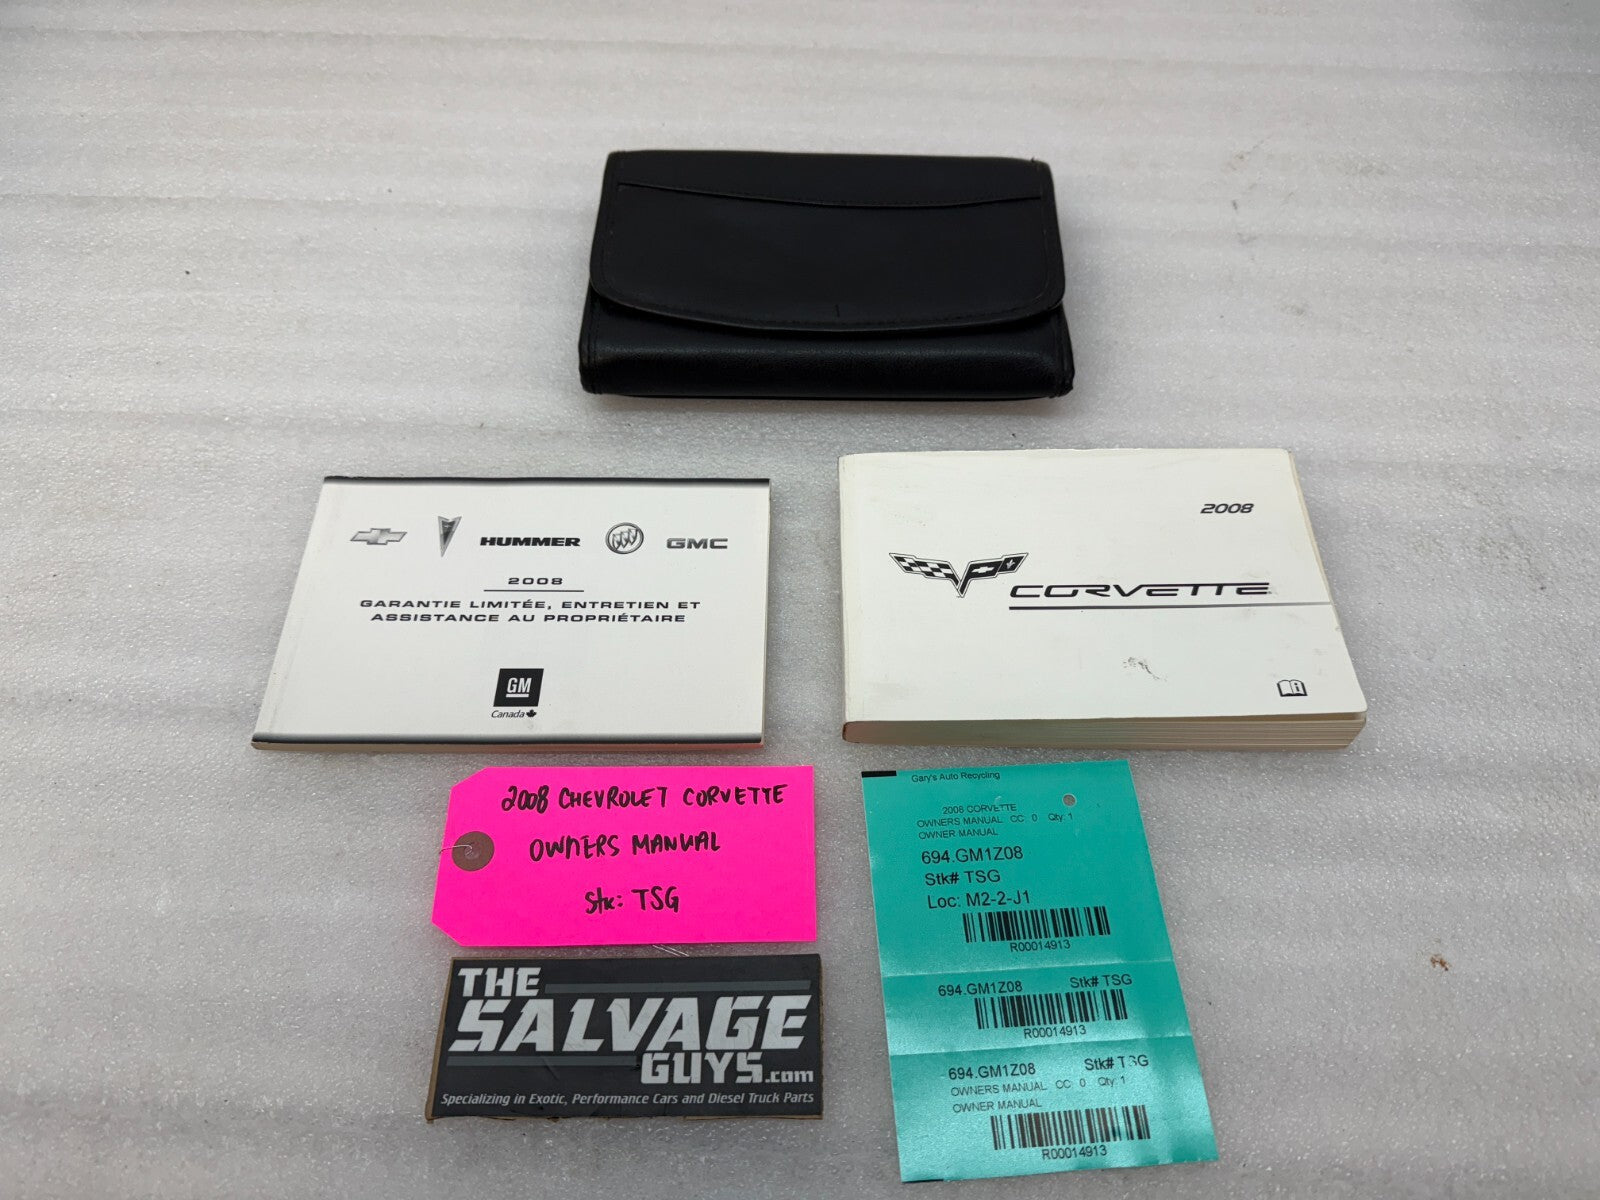 HUMMER
GMC
2008
GARANTIE LIMITÉE, ENTRETIEN ET
ASSISTANCE AU PROPRIÉTAIRE
GM
Canada
2008
CORVETTE
i
2008 CHEVROLET CORVETTE
OWNERS MANUAL
Stk: TSG
THE
SALVAGE
GUYS.com
Specializing in Exotic, Performance Cars and Diesel Truck Parts
Gary's Auto Recycling
2008 CORVETTE
OWNERS MANUAL CC: 0 Qty: 1
OWNER MANUAL
694.GM1Z08
Stk# TSG
Loc: M2-2-J1
R00014913
694.GM1Z08 Stk# TSG
R00014913
694.GM1Z08 Stk# TSG
OWNERS MANUAL CC: 0 Qty: 1
OWNER MANUAL
R00014913